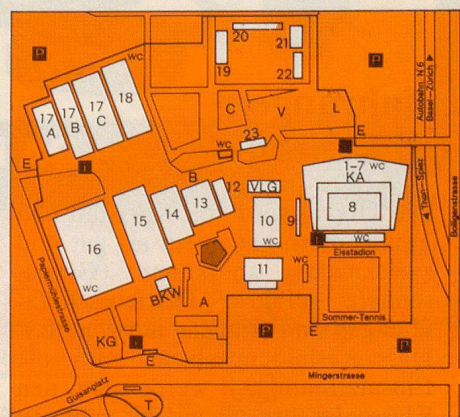 P
P
20
21
22
19
Autobahn N 6
Basel–Zürich
WC
18
17
C
17
B
17
A
C
V
L
E
23
WC
E
1–7 WC
KA
B
12
VLG
8
13
14
15
10
9
16
WC
WC
Eisstadion
WC
11
WC
BKW
A
KG
E
P
E
Sommer-Tennis
P
Thun–Spiez
Bolligenstrasse
Papiermühlestrasse
Guisanplatz
Mingerstrasse
T